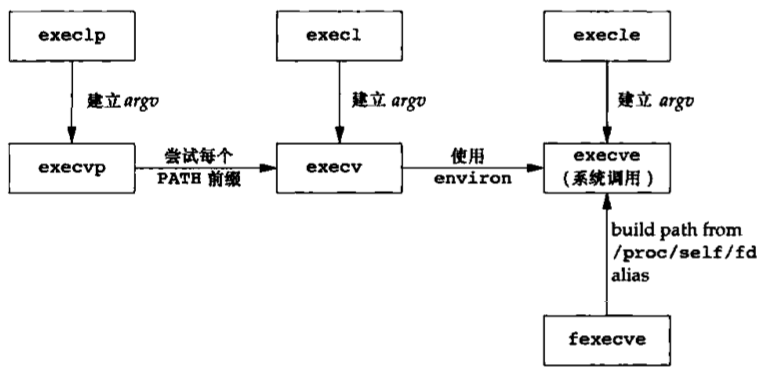 execlp
execl
execle
建立 argv
建立 argv
建立 argv
execvp
尝试每个
PATH 前缀
execv
使用
environ
execve
(系统调用)
build path from
/proc/self/fd
alias
fexecve